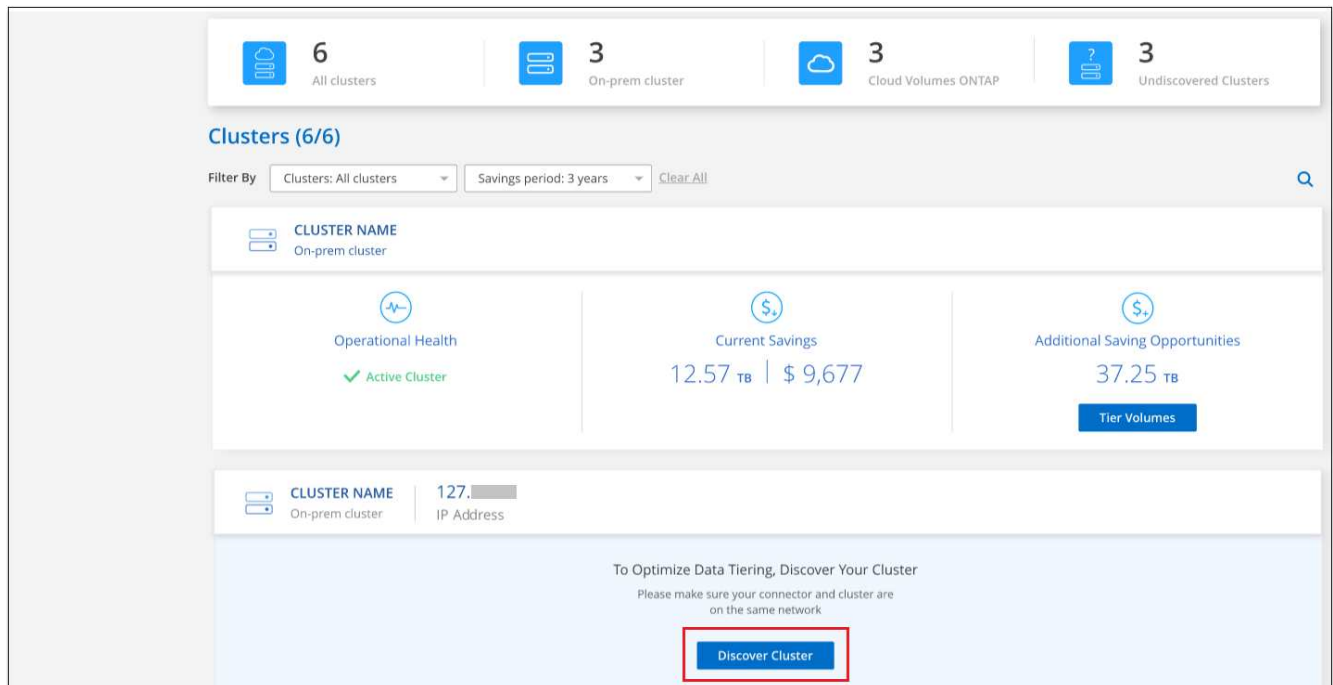 6
All clusters
3
On-prem cluster
3
Cloud Volumes ONTAP
?
3
Undiscovered Clusters
Clusters (6/6)
Filter By Clusters: All clusters Savings period: 3 years Clear All
CLUSTER NAME
On-prem cluster
Operational Health
Active Cluster
$
Current Savings
12.57 TB | $ 9,677
$+
Additional Saving Opportunities
37.25 TB
Tier Volumes
CLUSTER NAME
On-prem cluster
127.
IP Address
To Optimize Data Tiering, Discover Your Cluster
Please make sure your connector and cluster are
on the same network
Discover Cluster